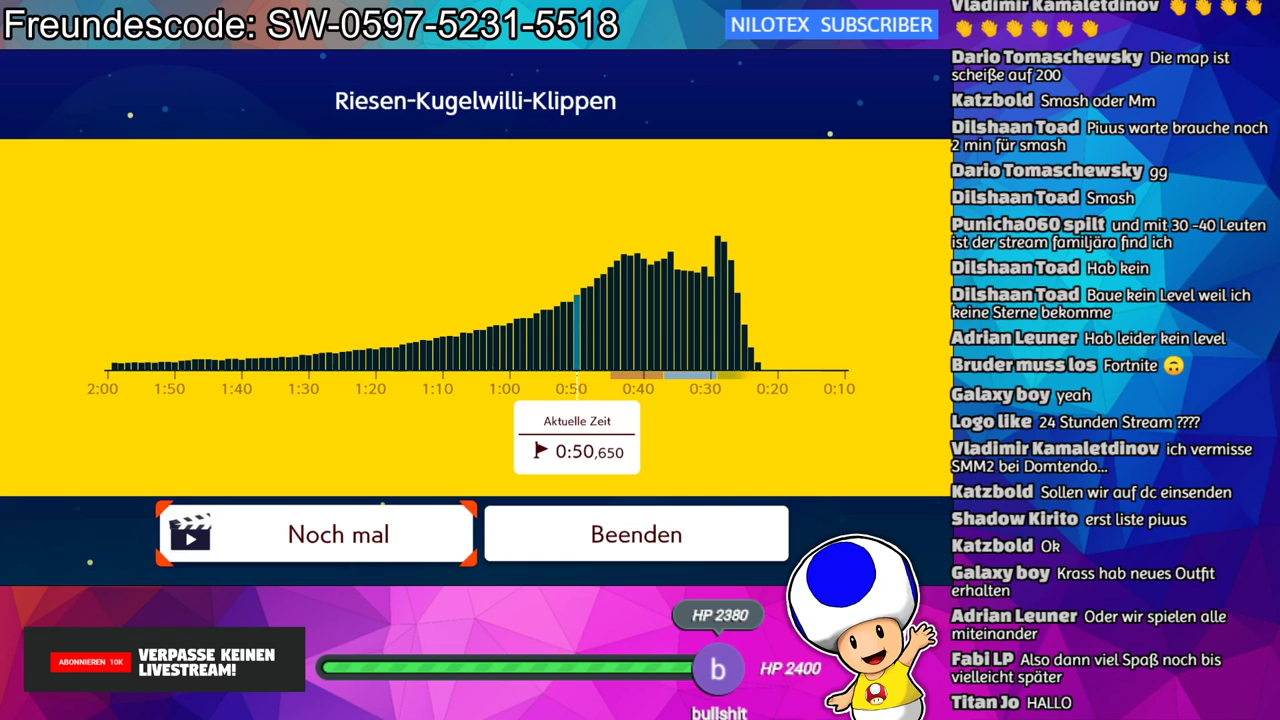 Freundescode: SW-0597-5231-5518
NILOTEX SUBSCRIBER
Riesen-Kugelwilli-Klippen
2:00 1:50 1:40 1:30 1:20 1:10 1:00 0:50 0:40 0:30 0:20 0:10
Aktuelle Zeit
0:50,650
Noch mal
Beenden
ABONNIEREN 10K
VERPASSE KEINEN
LIVESTREAM!
HP 2380
b
HP 2400
bullshit
Vladimir Kamaletdinov 👏 👏 👏 👏
👏 👏 👏 👏 👏 👏
Dario Tomaschewsky Die map ist
scheiße auf 200
Katzbold Smash oder Mm
Dilshaan Toad Piuus warte brauche noch
2 min für smash
Dario Tomaschewsky gg
Dilshaan Toad Smash
Punicha060 spilt und mit 30 -40 Leuten
ist der stream familjära find ich
Dilshaan Toad Hab kein
Dilshaan Toad Baue kein Level weil ich
keine Sterne bekomme
Adrian Leuner Hab leider kein level
Bruder muss los Fortnite 🙃
Galaxy boy yeah
Logo like 24 Stunden Stream ????
Vladimir Kamaletdinov ich vermisse
SMM2 bei Domtendo...
Katzbold Sollen wir auf dc einsenden
Shadow Kirito erst liste piuus
Katzbold Ok
Galaxy boy Krass hab neues Outfit
erhalten
Adrian Leuner Oder wir spielen alle
miteinander
Fabi LP Also dann viel Spaß noch bis
vielleicht später
Titan Jo HALLO